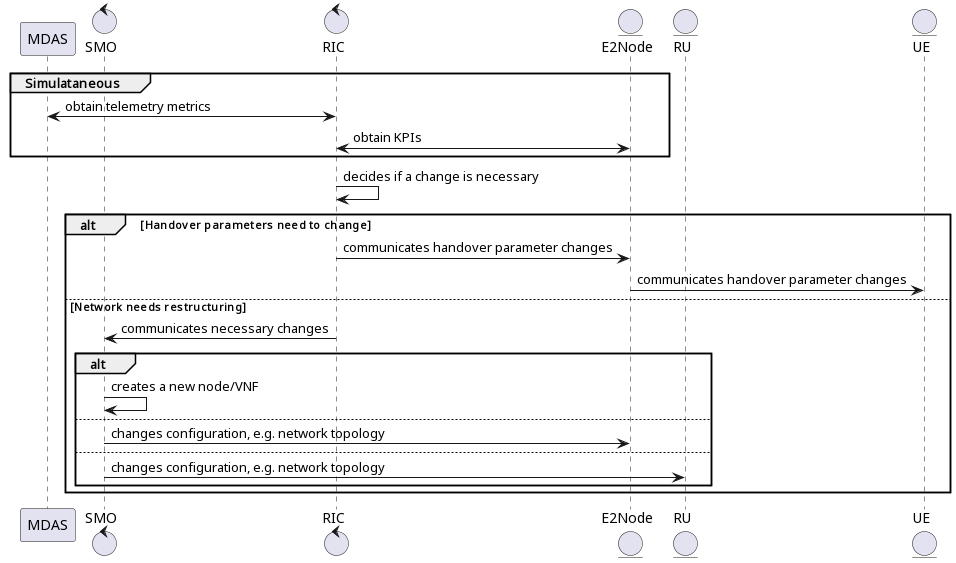 MDAS
SMO
RIC
E2Node
RU
UE
Simulataneous
obtain telemetry metrics
obtain KPIs
decides if a change is necessary
alt [Handover parameters need to change]
communicates handover parameter changes
communicates handover parameter changes
[Network needs restructuring]
communicates necessary changes
alt
creates a new node/VNF
changes configuration, e.g. network topology
changes configuration, e.g. network topology
MDAS
SMO
RIC
E2Node
RU
UE